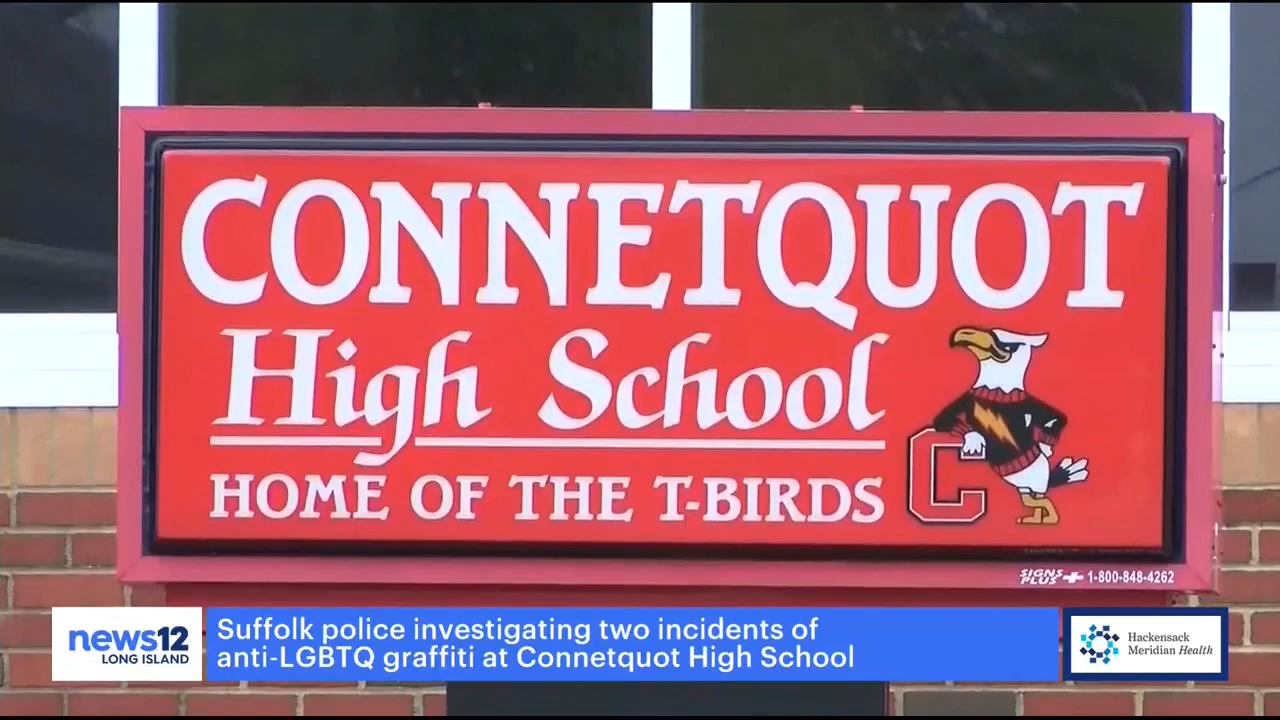 CONNETQUOT
High School
HOME OF THE T-BIRDS
C
SIGNS PLUS 1-800-848-4262
news12
LONG ISLAND
Suffolk police investigating two incidents of
anti-LGBTQ graffiti at Connetquot High School
Hackensack
Meridian Health